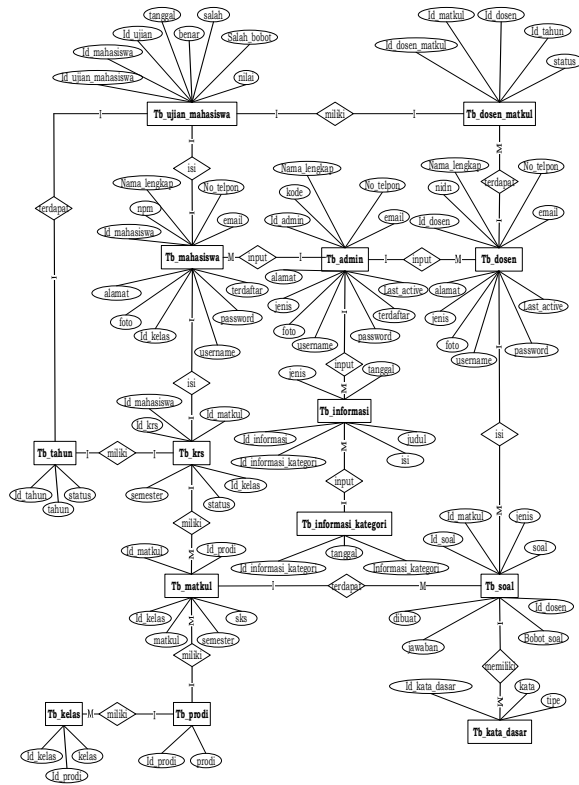 tanggal
salah
Id_ujian
benar
Salah_bobot
Id_mahasiswa
nilai
Id_ujian_mahasiswa
Id_matkul
Id_dosen
Id_dosen_matkul
Id_tahun
status
Tb_ujian_mahasiswa
I
I
miliki
I
Tb_dosen_matkul
I
M
isi
terdapat
terdapat
I
M
Nama_lengkap
No_telpon
npm
email
Id_mahasiswa
Nama_lengkap
kode
No_telpon
Id_admin
email
Nama_lengkap
No_telpon
nidn
email
Id_dosen
Tb_mahasiswa
M
input
I
Tb_admin
I
input
M
Tb_dosen
alamat
terdaftar
foto
password
Id_kelas
username
alamat
Last_active
jenis
terdaftar
foto
password
username
alamat
Last_active
jenis
foto
password
username
I
I
isi
I
I
input
M
jenis
tanggal
Tb_informasi
Id_informasi
judul
Id_informasi_kategori
isi
M
input
I
Tb_informasi_kategori
tanggal
Id_informasi_kategori
Informasi_kategori
I
isi
M
Id_mahasiswa
Id_matkul
Id_krs
Tb_tahun
I
miliki
I
Tb_krs
Id_tahun
status
tahun
semester
Id_kelas
status
I
miliki
M
Id_matkul
Id_prodi
Id_matkul
jenis
Id_soal
soal
Tb_matkul
I
terdapat
M
Tb_soal
Id_kelas
sks
matkul
semester
M
miliki
I
dibuat
Id_dosen
jawaban
Bobot_soal
I
memiliki
M
Id_kata_dasar
kata
tipe
Tb_kata_dasar
Tb_kelas
M
miliki
I
Tb_prodi
Id_kelas
kelas
Id_prodi
Id_prodi
prodi